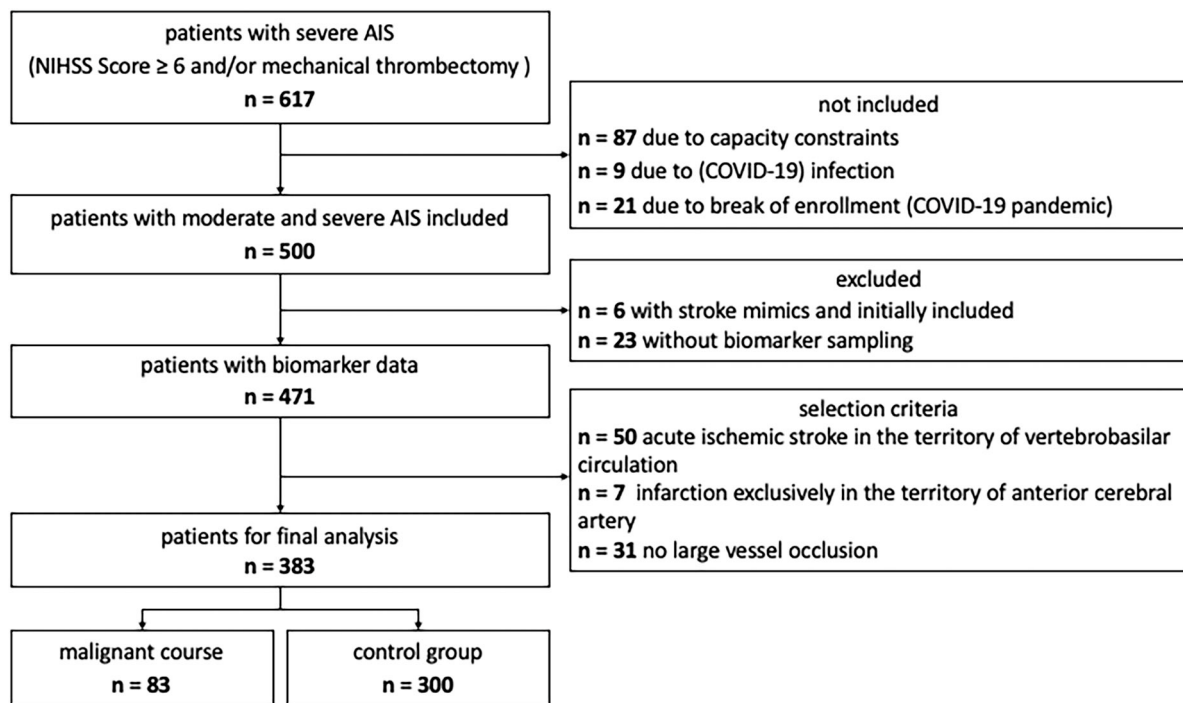 patients with severe AIS
(NIHSS Score ≥ 6 and/or mechanical thrombectomy )
n = 617
not included
n = 87 due to capacity constraints
n = 9 due to (COVID-19) infection
n = 21 due to break of enrollment (COVID-19 pandemic)
patients with moderate and severe AIS included
n = 500
excluded
n = 6 with stroke mimics and initially included
n = 23 without biomarker sampling
patients with biomarker data
n = 471
selection criteria
n = 50 acute ischemic stroke in the territory of vertebrobasilar
circulation
n = 7 infarction exclusively in the territory of anterior cerebral
artery
n = 31 no large vessel occlusion
patients for final analysis
n = 383
malignant course
n = 83
control group
n = 300